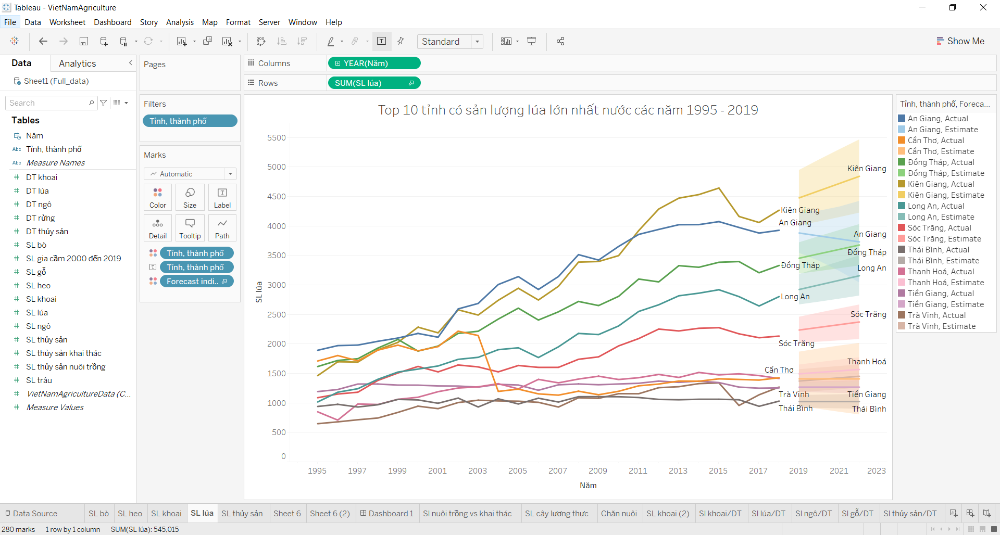 Tableau - VietNamAgriculture
File Data Worksheet Dashboard Story Analysis Map Format Server Window Help
Standard
Show Me
Data
Analytics
Sheet1 (Full_data)
Search
Tables
Năm
Abc Tỉnh, thành phố
Abc Measure Names
# DT khoai
# DT lúa
# DT ngô
# DT rừng
# DT thủy sản
# SL bò
# SL gia cầm 2000 đến 2019
# SL gỗ
# SL heo
# SL khoai
# SL lúa
# SL ngô
# SL thủy sản
# SL thủy sản khai thác
# SL thủy sản nuôi trồng
# SL trâu
# VietNamAgricultureData (C...
# Measure Values
Pages
Filters
Tỉnh, thành phố
Marks
Automatic
Color Size Label
Detail Tooltip Path
Tỉnh, thành phố
Tỉnh, thành phố
Forecast indi..
Columns YEAR(Năm)
Rows SUM(SL lúa)
Top 10 tỉnh có sản lượng lúa lớn nhất nước các năm 1995 - 2019
SL lúa
5500
5000
4500
4000
3500
3000
2500
2000
1500
1000
500
0
Kiên Giang
Kiên Giang
An Giang
An Giang
Đồng Tháp
Long An
Đồng Tháp
Long An
Sóc Trăng
Sóc Trăng
Thanh Hoá
Cần Thơ
Trà Vinh
Tiền Giang
Thái Bình
Thái Bình
1995 1997 1999 2001 2003 2005 2007 2009 2011 2013 2015 2017 2019 2021 2023
Năm
Tỉnh, thành phố, Foreca...
An Giang, Actual
An Giang, Estimate
Cần Thơ, Actual
Cần Thơ, Estimate
Đồng Tháp, Actual
Đồng Tháp, Estimate
Kiên Giang, Actual
Kiên Giang, Estimate
Long An, Actual
Long An, Estimate
Sóc Trăng, Actual
Sóc Trăng, Estimate
Thái Bình, Actual
Thái Bình, Estimate
Thanh Hoá, Actual
Thanh Hoá, Estimate
Tiền Giang, Actual
Tiền Giang, Estimate
Trà Vinh, Actual
Trà Vinh, Estimate
Data Source SL bò SL heo SL khoai SL lúa SL thủy sản Sheet 6 Sheet 6 (2) Dashboard 1 Sl nuôi trồng vs khai thác SL cây lương thực Chăn nuôi SL khoai (2) Sl khoai/DT Sl lúa/DT Sl ngô/DT Sl gỗ/DT Sl thủy sản/DT
280 marks 1 row by 1 column SUM(SL lúa): 545,015